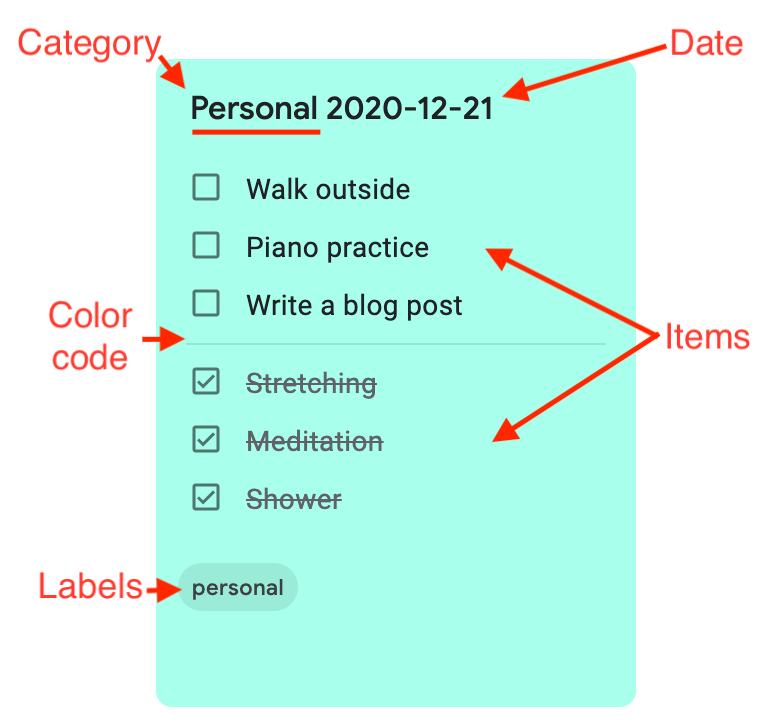 Category
Date
Personal 2020-12-21
Walk outside
Piano practice
Write a blog post
Color
code
Items
Stretching
Meditation
Shower
Labels
personal